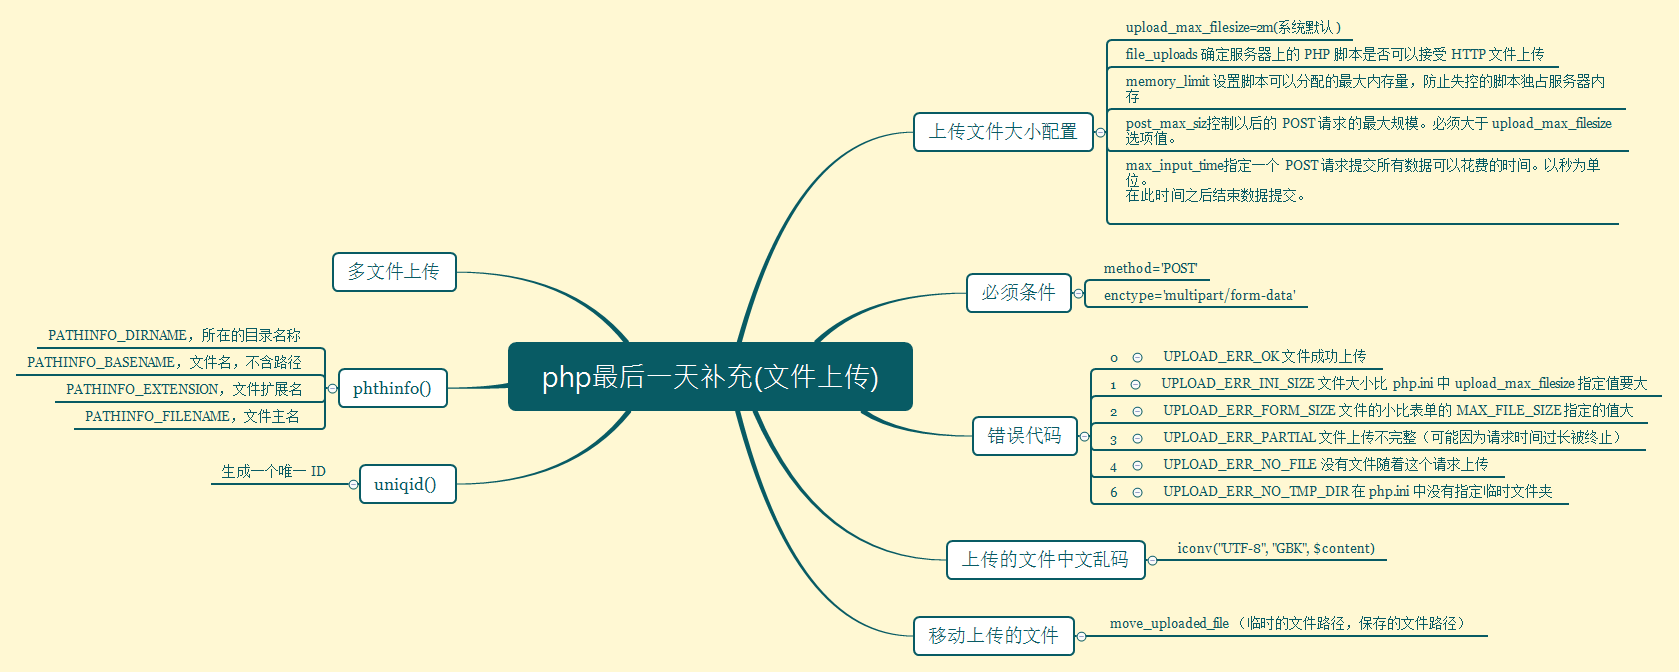 php最后一天补充(文件上传)
上传文件大小配置
upload_max_filesize=2m(系统默认 )
file_uploads 确定服务器上的 PHP 脚本是否可以接受 HTTP 文件上传
memory_limit 设置脚本可以分配的最大内存量，防止失控的脚本独占服务器内
存
post_max_siz控制以后的 POST 请求的最大规模。必须大于 upload_max_filesize
选项值。
max_input_time指定一个 POST 请求提交所有数据可以花费的时间。以秒为单
位。
在此时间之后结束数据提交。
必须条件
method='POST'
enctype='multipart/form-data'
错误代码
0 UPLOAD_ERR_OK 文件成功上传
1 UPLOAD_ERR_INI_SIZE 文件大小比 php.ini 中 upload_max_filesize 指定值要大
2 UPLOAD_ERR_FORM_SIZE 文件的小比表单的 MAX_FILE_SIZE 指定的值大
3 UPLOAD_ERR_PARTIAL 文件上传不完整（可能因为请求时间过长被终止）
4 UPLOAD_ERR_NO_FILE 没有文件随着这个请求上传
6 UPLOAD_ERR_NO_TMP_DIR 在 php.ini 中没有指定临时文件夹
上传的文件中文乱码
iconv("UTF-8", "GBK", $content)
移动上传的文件
move_uploaded_file （临时的文件路径，保存的文件路径）
多文件上传
phthinfo()
PATHINFO_DIRNAME，所在的目录名称
PATHINFO_BASENAME，文件名，不含路径
PATHINFO_EXTENSION，文件扩展名
PATHINFO_FILENAME，文件主名
uniqid()
生成一个唯一 ID